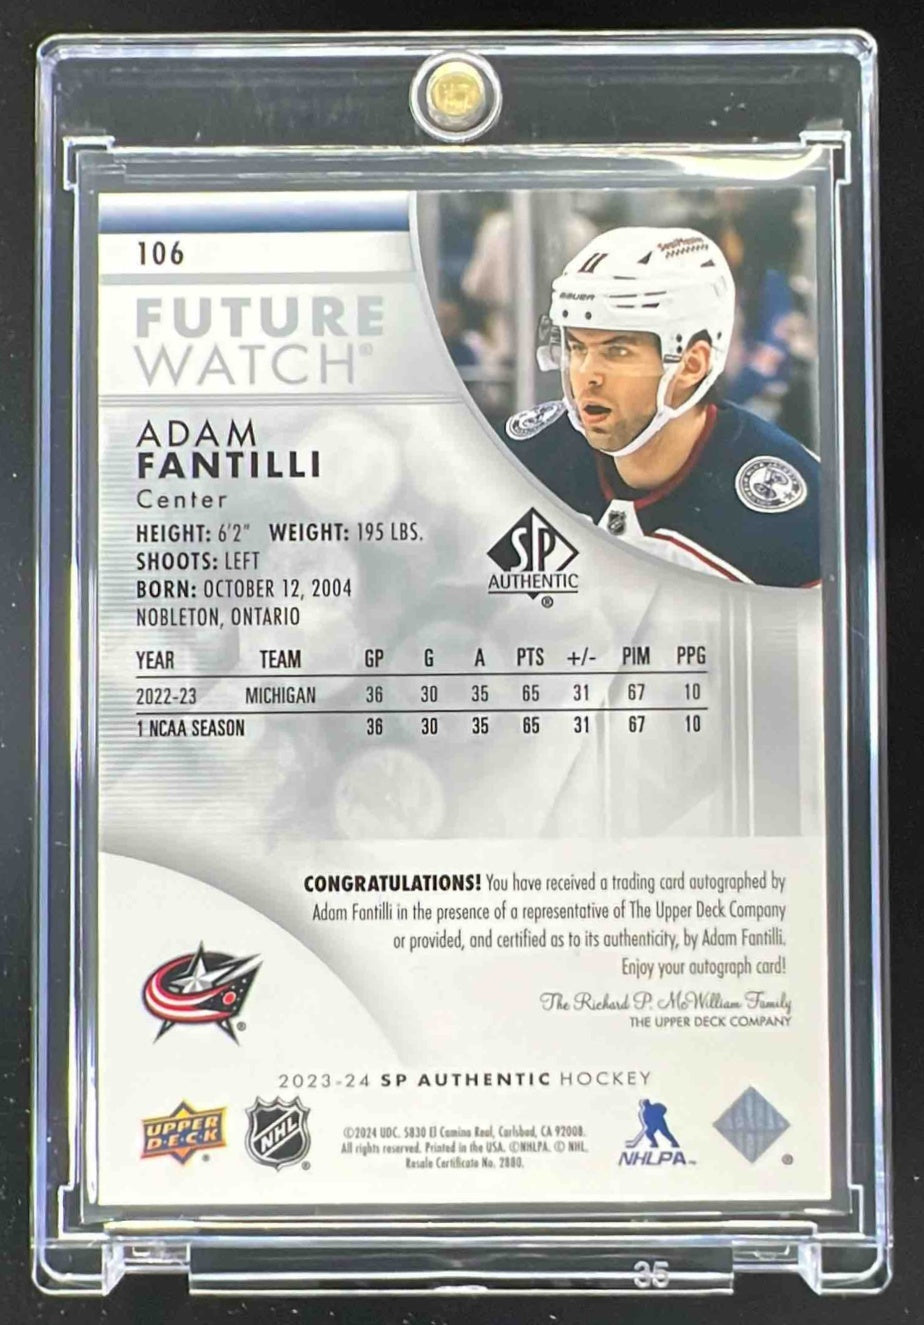 106
FUTURE
WATCH®
ADAM
FANTILLI
Center
HEIGHT: 6'2" WEIGHT: 195 LBS.
SHOOTS: LEFT
BORN: OCTOBER 12, 2004
NOBLETON, ONTARIO
11
BAUER
SP
AUTHENTIC
®
YEAR TEAM GP G A PTS +/- PIM PPG
2022-23 MICHIGAN 36 30 35 65 31 67 10
1 NCAA SEASON 36 30 35 65 31 67 10
CONGRATULATIONS! You have received a trading card autographed by
Adam Fantilli in the presence of a representative of The Upper Deck Company
or provided, and certified as to its authenticity, by Adam Fantilli.
Enjoy your autograph card!
The Richard P. McWilliam Family
THE UPPER DECK COMPANY
®
2023-24 SP AUTHENTIC HOCKEY
UPPER
D·E·C·K
®
NHL
®
©2024 UDC. 5830 El Camino Real, Carlsbad, CA 92008.
All rights reserved. Printed in the USA. ©NHLPA. © NHL.
Resale Certificate No. 2880.
NHLPA™
®
35